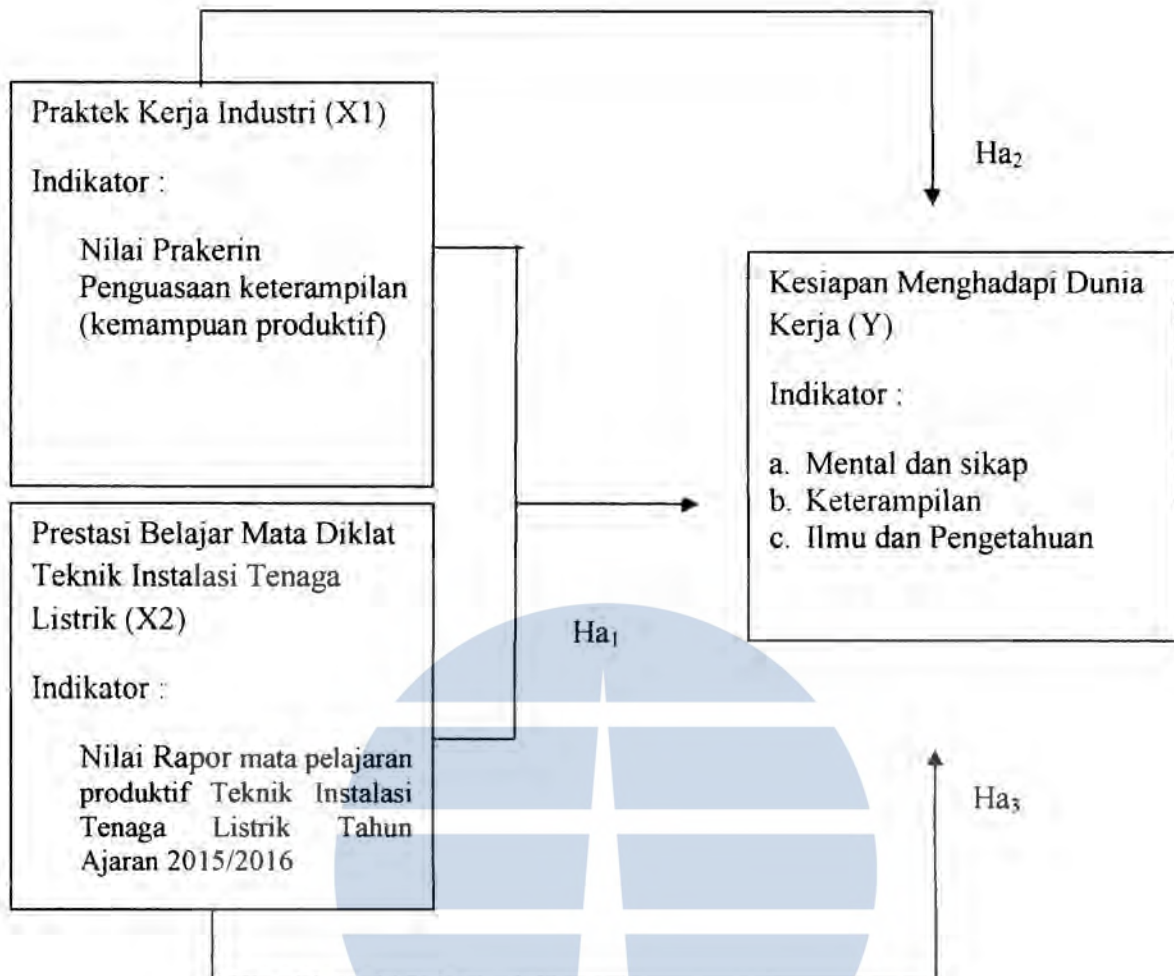 Praktek Kerja Industri (X1)
Indikator :
Nilai Prakerin
Penguasaan keterampilan
(kemampuan produktif)
Ha2
Kesiapan Menghadapi Dunia
Kerja (Y)
Indikator :
a. Mental dan sikap
b. Keterampilan
c. Ilmu dan Pengetahuan
Prestasi Belajar Mata Diklat
Teknik Instalasi Tenaga
Listrik (X2)
Indikator :
Nilai Rapor mata pelajaran
produktif Teknik Instalasi
Tenaga Listrik Tahun
Ajaran 2015/2016
Ha1
Ha3